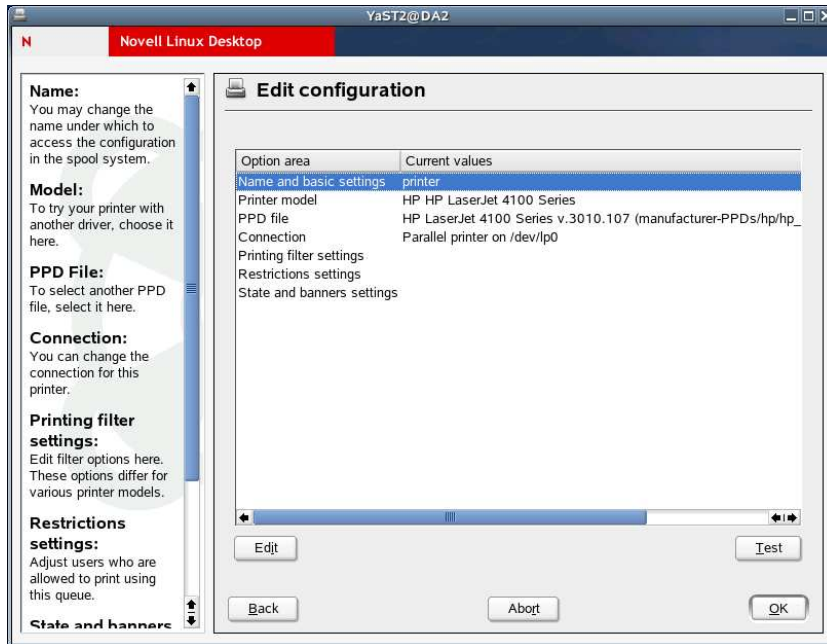 YaST2@DA2
N
Novell Linux Desktop
Name:
You may change the
name under which to
access the configuration
in the spool system.
Model:
To try your printer with
another driver, choose it
here.
PPD File:
To select another PPD
file, select it here.
Connection:
You can change the
connection for this
printer.
Printing filter
settings:
Edit filter options here.
These options differ for
various printer models.
Restrictions
settings:
Adjust users who are
allowed to print using
this queue.
State and banners
Edit configuration
Option area Current values
Name and basic settings printer
Printer model HP HP LaserJet 4100 Series
PPD file HP LaserJet 4100 Series v.3010.107 (manufacturer-PPDs/hp/hp_
Connection Parallel printer on /dev/lp0
Printing filter settings
Restrictions settings
State and banners settings
Edit Test
Back Abort OK